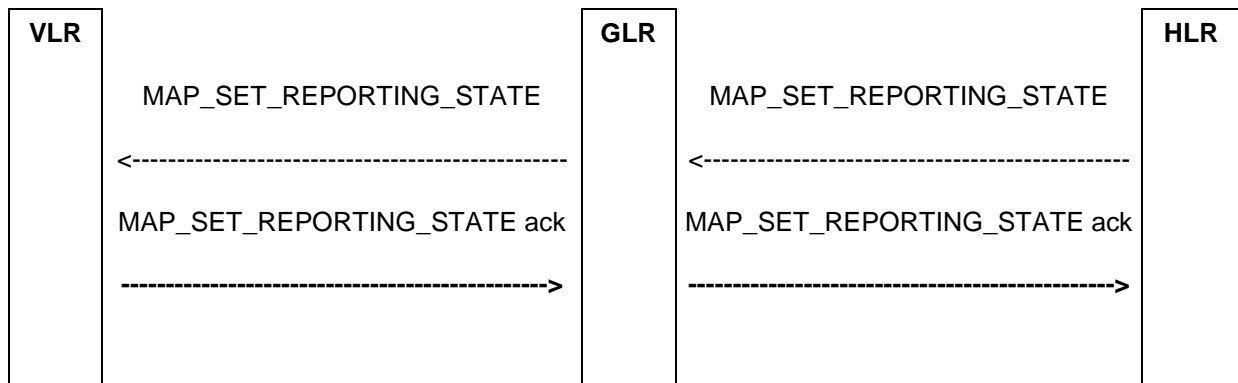 VLR GLR HLR
MAP_SET_REPORTING_STATE MAP_SET_REPORTING_STATE
<------------------------------------------------ <-----------------------------------------------
MAP_SET_REPORTING_STATE ack MAP_SET_REPORTING_STATE ack
------------------------------------------------> ------------------------------------------------>